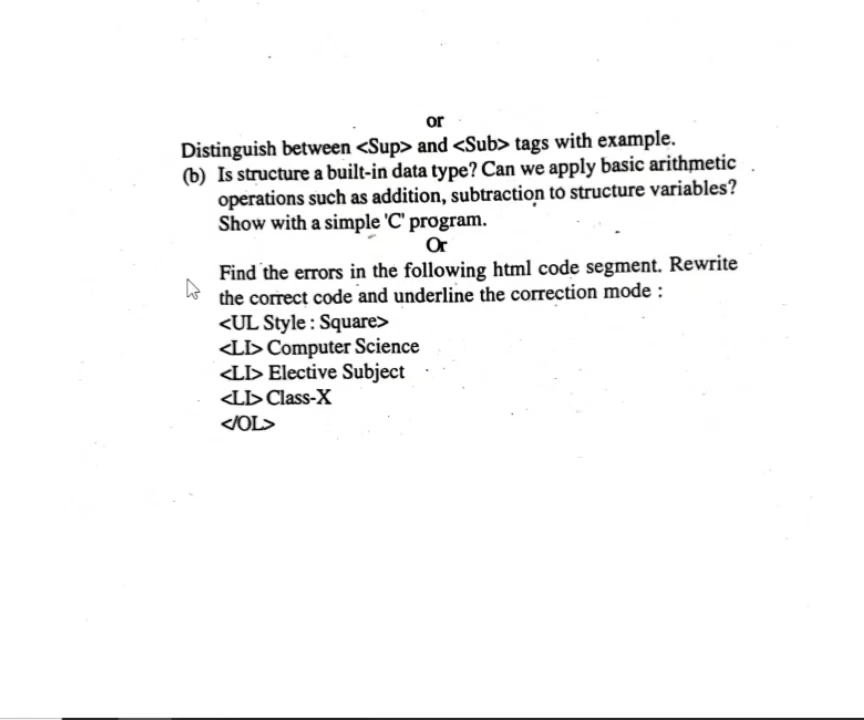 or
Distinguish between <Sup> and <Sub> tags with example.
(b) Is structure a built-in data type? Can we apply basic arithmetic
operations such as addition, subtraction to structure variables?
Show with a simple 'C' program.
Or
Find the errors in the following html code segment. Rewrite
the correct code and underline the correction mode :
<UL Style : Square>
<LI> Computer Science
<LI> Elective Subject
<LI> Class-X
</OL>